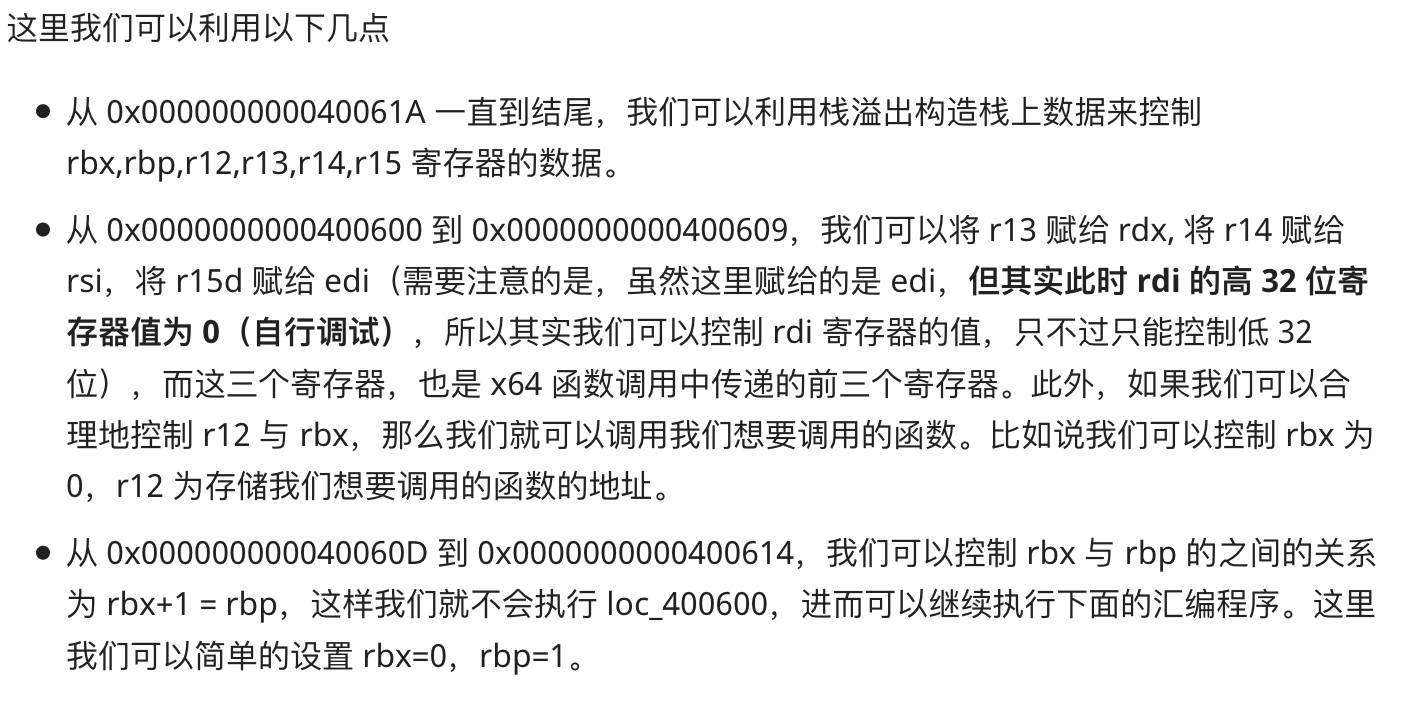 这里我们可以利用以下几点
• 从 0x000000000040061A 一直到结尾，我们可以利用栈溢出构造栈上数据来控制
rbx,rbp,r12,r13,r14,r15 寄存器的数据。
• 从 0x0000000000400600 到 0x0000000000400609，我们可以将 r13 赋给 rdx, 将 r14 赋给
rsi，将 r15d 赋给 edi（需要注意的是，虽然这里赋给的是 edi，但其实此时 rdi 的高 32 位寄
存器值为 0（自行调试），所以其实我们可以控制 rdi 寄存器的值，只不过只能控制低 32
位），而这三个寄存器，也是 x64 函数调用中传递的前三个寄存器。此外，如果我们可以合
理地控制 r12 与 rbx，那么我们就可以调用我们想要调用的函数。比如说我们可以控制 rbx 为
0，r12 为存储我们想要调用的函数的地址。
• 从 0x000000000040060D 到 0x0000000000400614，我们可以控制 rbx 与 rbp 的之间的关系
为 rbx+1 = rbp，这样我们就不会执行 loc_400600，进而可以继续执行下面的汇编程序。这里
我们可以简单的设置 rbx=0，rbp=1。